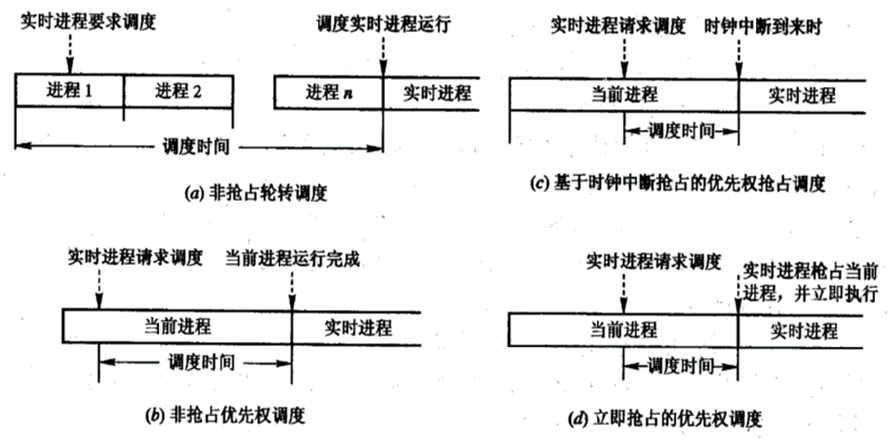 实时进程要求调度
调度实时进程运行
进程 1
进程 2
进程 n
实时进程
调度时间
(a) 非抢占轮转调度
实时进程请求调度
时钟中断到来时
当前进程
实时进程
调度时间
(c) 基于时钟中断抢占的优先权抢占调度
实时进程请求调度
当前进程运行完成
当前进程
实时进程
调度时间
(b) 非抢占优先权调度
实时进程请求调度
实时进程枪占当前
进程，并立即执行
当前进程
实时进程
调度时间
(d) 立即抢占的优先权调度